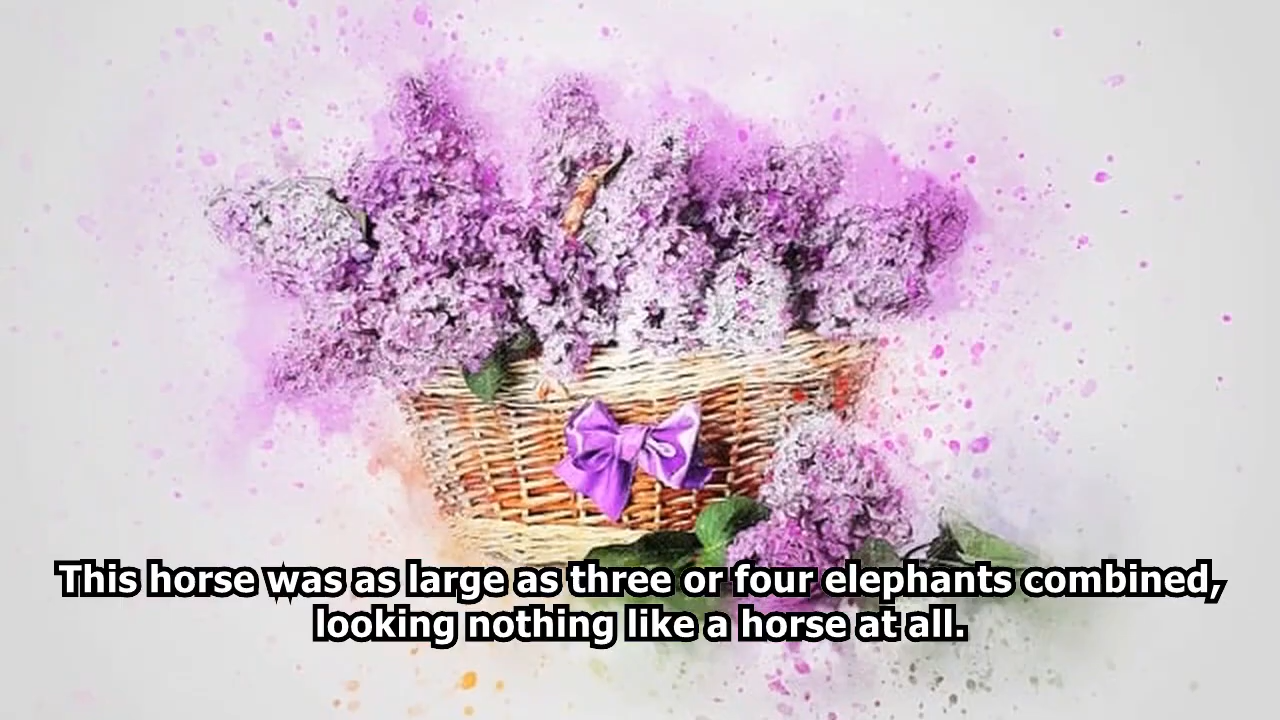 This horse was as large as three or four elephants combined,
looking nothing like a horse at all.